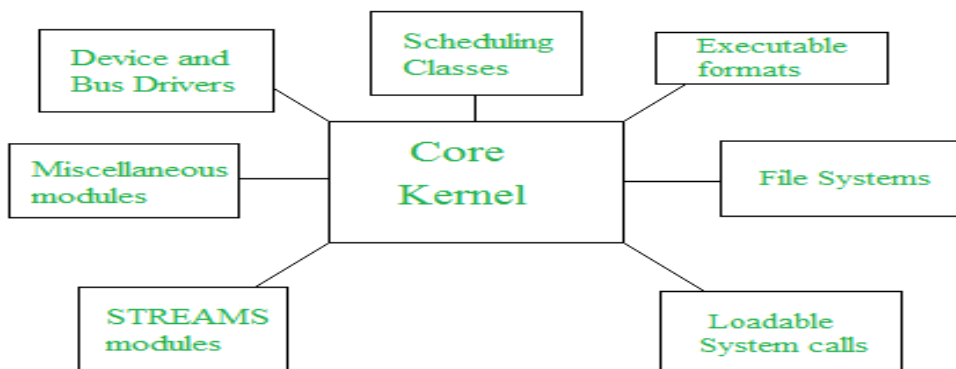 Scheduling
Classes
Device and
Bus Drivers
Executable
formats
Core
Kernel
Miscellaneous
modules
File Systems
STREAMS
modules
Loadable
System calls